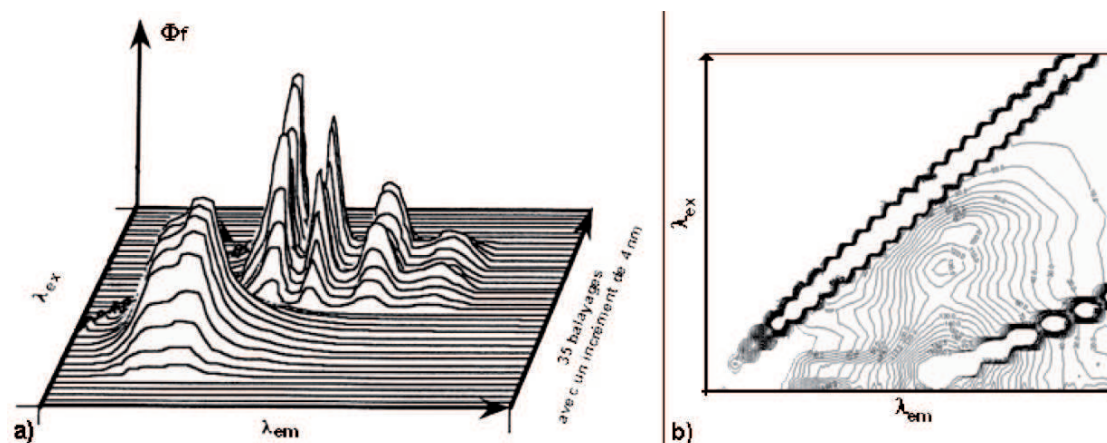 Φf
λex
λem
35 balayages
avec un incrément de 4 nm
a)
λex
λem
b)